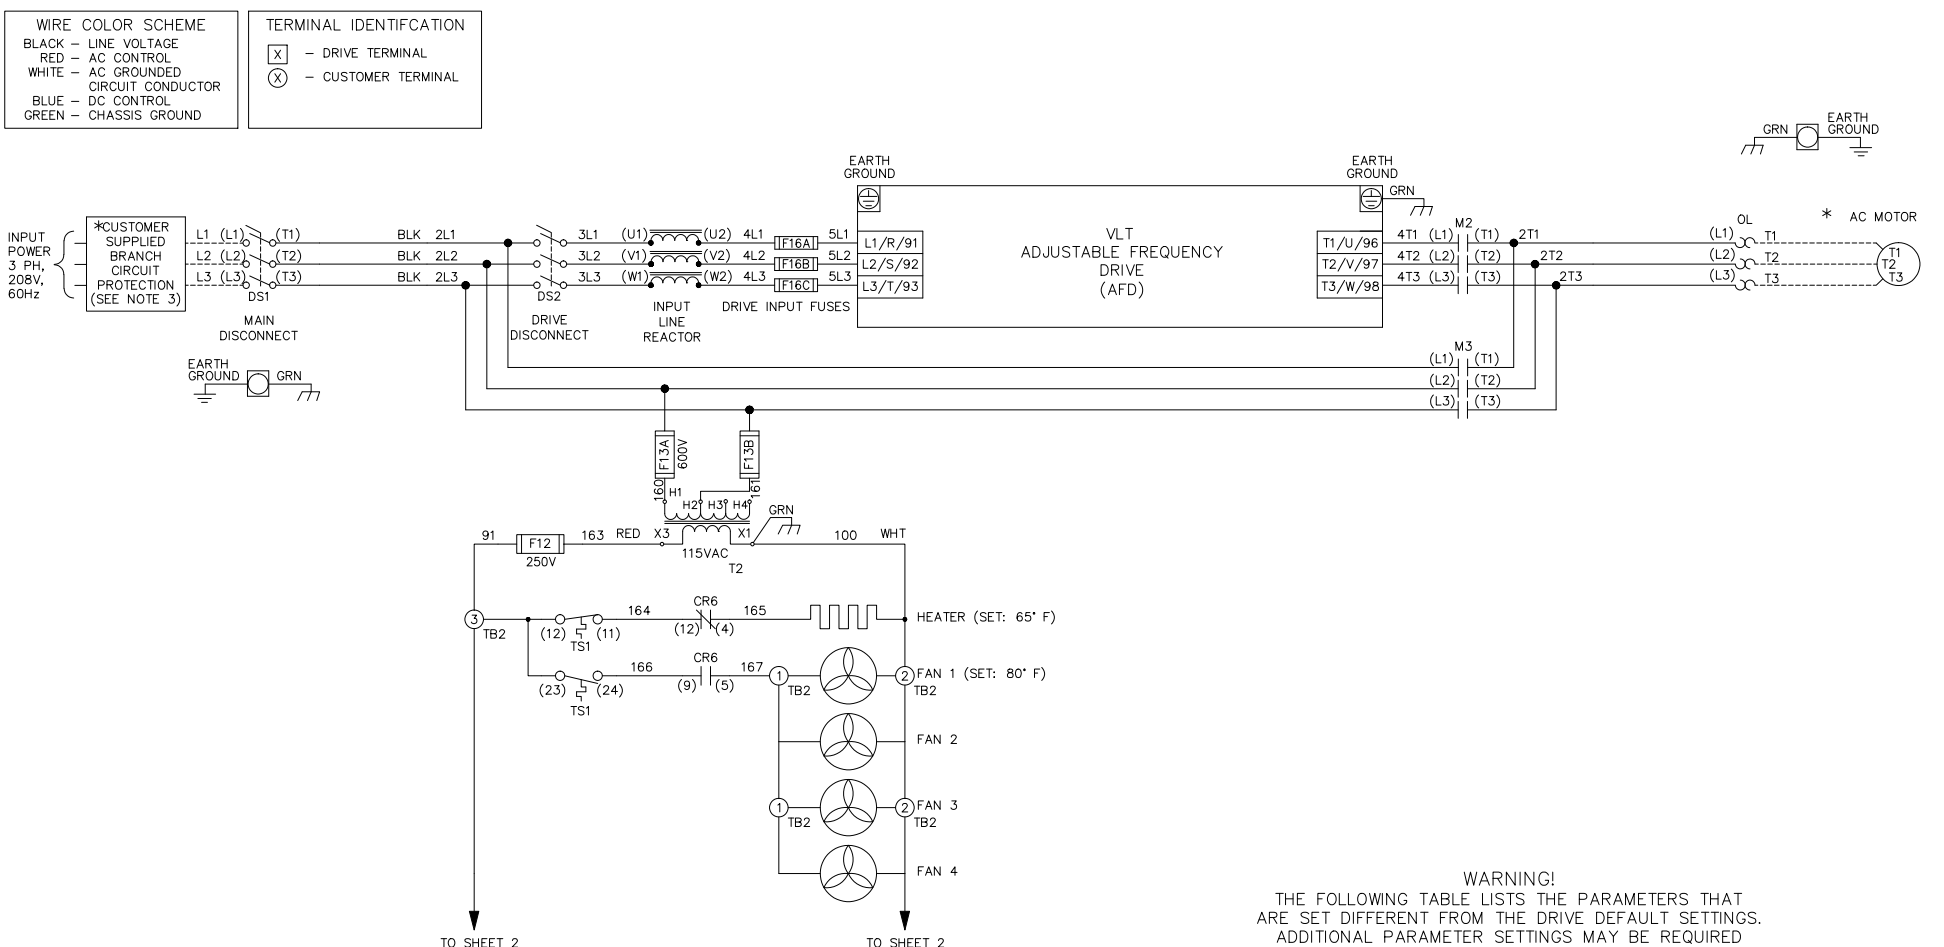 WIRE COLOR SCHEME
BLACK – LINE VOLTAGE
RED – AC CONTROL
WHITE – AC GROUNDED
CIRCUIT CONDUCTOR
BLUE – DC CONTROL
GREEN – CHASSIS GROUND
TERMINAL IDENTIFCATION
X – DRIVE TERMINAL
X – CUSTOMER TERMINAL
GRN
EARTH
GROUND
INPUT
POWER
3 PH,
208V,
60Hz
*CUSTOMER
SUPPLIED
BRANCH
CIRCUIT
PROTECTION
(SEE NOTE 3)
L1 (L1) (T1) BLK 2L1 3L1 (U1) (U2) 4L1 F16A 5L1 L1/R/91
L2 (L2) (T2) BLK 2L2 3L2 (V1) (V2) 4L2 F16B 5L2 L2/S/92
L3 (L3) (T3) BLK 2L3 3L3 (W1) (W2) 4L3 F16C 5L3 L3/T/93
DS1
MAIN
DISCONNECT
DS2
DRIVE
DISCONNECT
INPUT
LINE
REACTOR
DRIVE INPUT FUSES
EARTH
GROUND
VLT
ADJUSTABLE FREQUENCY
DRIVE
(AFD)
EARTH
GROUND
GRN
M2
T1/U/96 4T1 (L1) (T1) 2T1
T2/V/97 4T2 (L2) (T2) 2T2
T3/W/98 4T3 (L3) (T3) 2T3
OL
(L1) T1
(L2) T2
(L3) T3
* AC MOTOR
T1
T2
T3
M3
(L1) (T1)
(L2) (T2)
(L3) (T3)
EARTH
GROUND
GRN
F13A
600V
F13B
160
H1
H2
H3
H4
161
GRN
91
F12
250V
163
RED
X3
X1
115VAC
T2
100
WHT
3
TB2
(12)
(11)
TS1
164
CR6
(12)
(4)
165
HEATER (SET: 65° F)
(23)
(24)
TS1
166
CR6
(9)
(5)
167
1
TB2
2
TB2
FAN 1 (SET: 80° F)
FAN 2
1
TB2
2
TB2
FAN 3
FAN 4
TO SHEET 2
TO SHEET 2
WARNING!
THE FOLLOWING TABLE LISTS THE PARAMETERS THAT
ARE SET DIFFERENT FROM THE DRIVE DEFAULT SETTINGS.
ADDITIONAL PARAMETER SETTINGS MAY BE REQUIRED